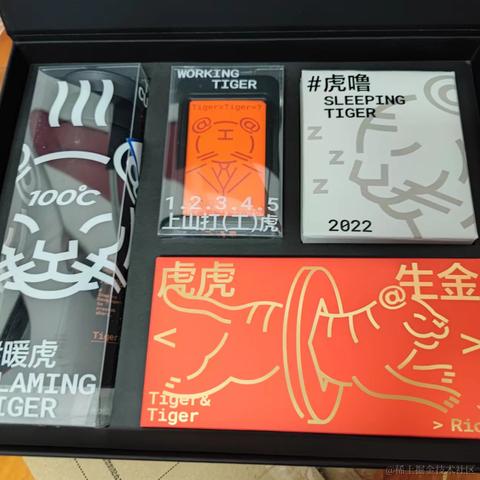 100℃
暖虎
LAMING
IGER
WORKING
TIGER
Tiger×Tiger=?
工
1.2.3.4.5
上山打(工)虎
#虎噜
SLEEPING
TIGER
Z
Z
Z
2022
虎虎
生金
@
<
>
Tiger&
Tiger
> Ric
@稀土掘金技术社区